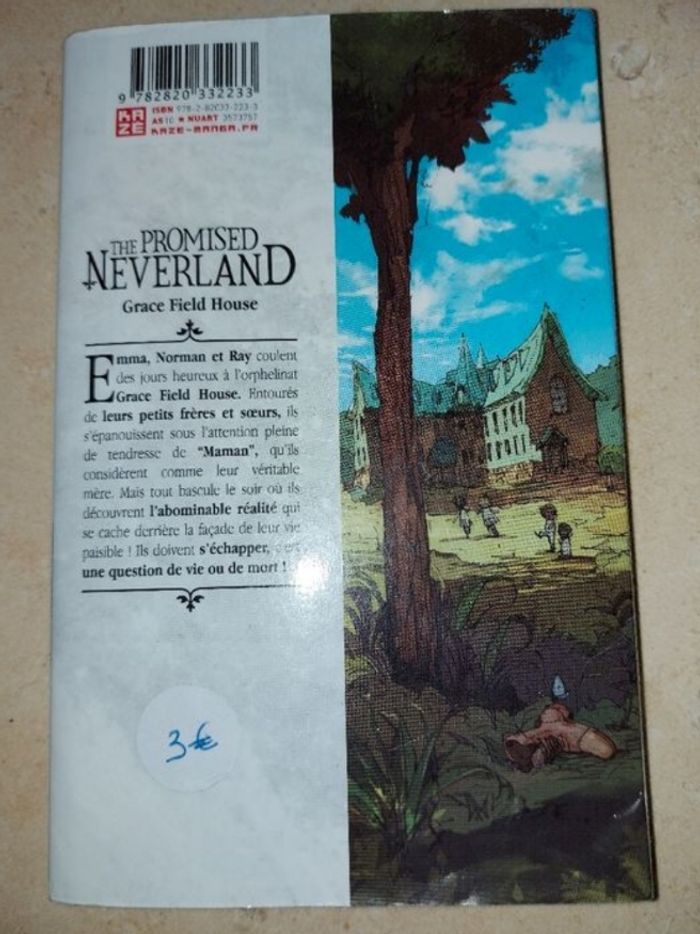 9 782820 332233
KAZE ISBN 978-2-82033-223-3
AS10 ★ NUART 3573757
KAZE-MANGA.FR
THE PROMISED
NEVERLAND
Grace Field House
Emma, Norman et Ray coulent
des jours heureux à l'orphelinat
Grace Field House. Entourés
de leurs petits frères et sœurs, ils
s'épanouissent sous l'attention pleine
de tendresse de "Maman", qu'ils
considèrent comme leur véritable
mère. Mais tout bascule le soir où ils
découvrent l'abominable réalité qui
se cache derrière la façade de leur vie
paisible ! Ils doivent s'échapper,
une question de vie ou de mort !
3€